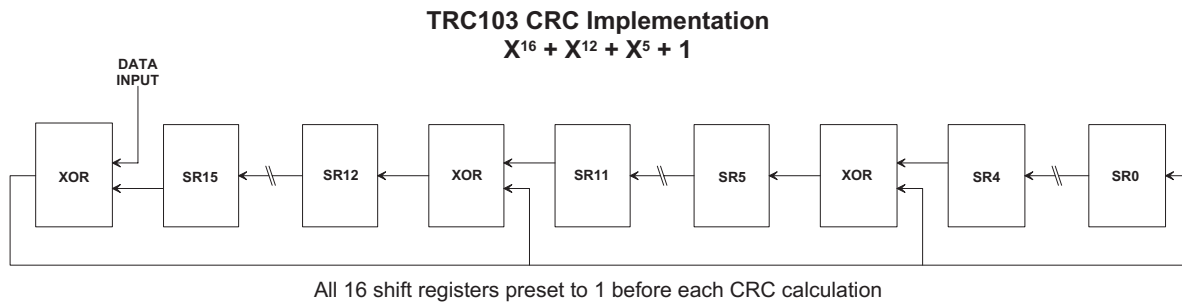 TRC103 CRC Implementation
X¹⁶ + X¹² + X⁵ + 1
DATA
INPUT
XOR
SR15
SR12
XOR
SR11
SR5
XOR
SR4
SR0
All 16 shift registers preset to 1 before each CRC calculation